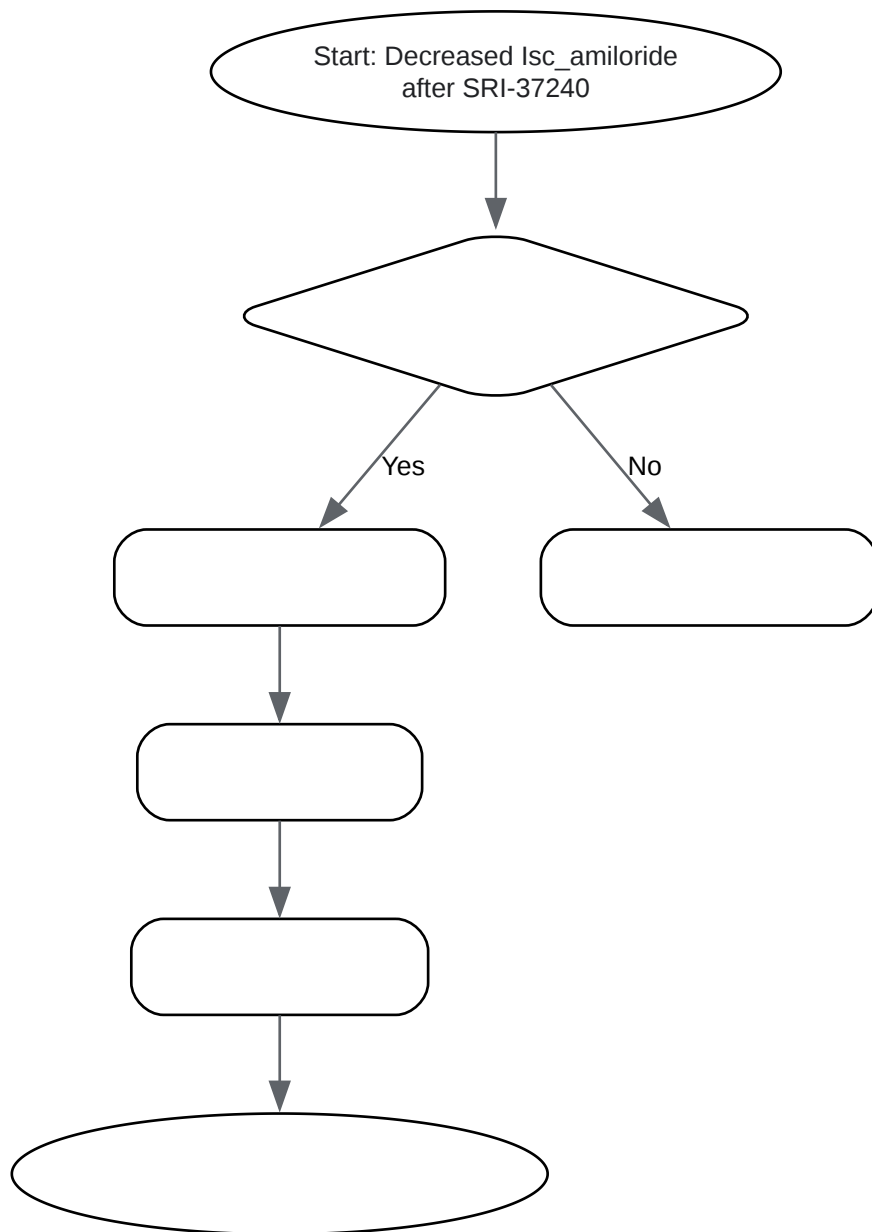 Start: Decreased Isc_amiloride
after SRI-37240
Yes
No